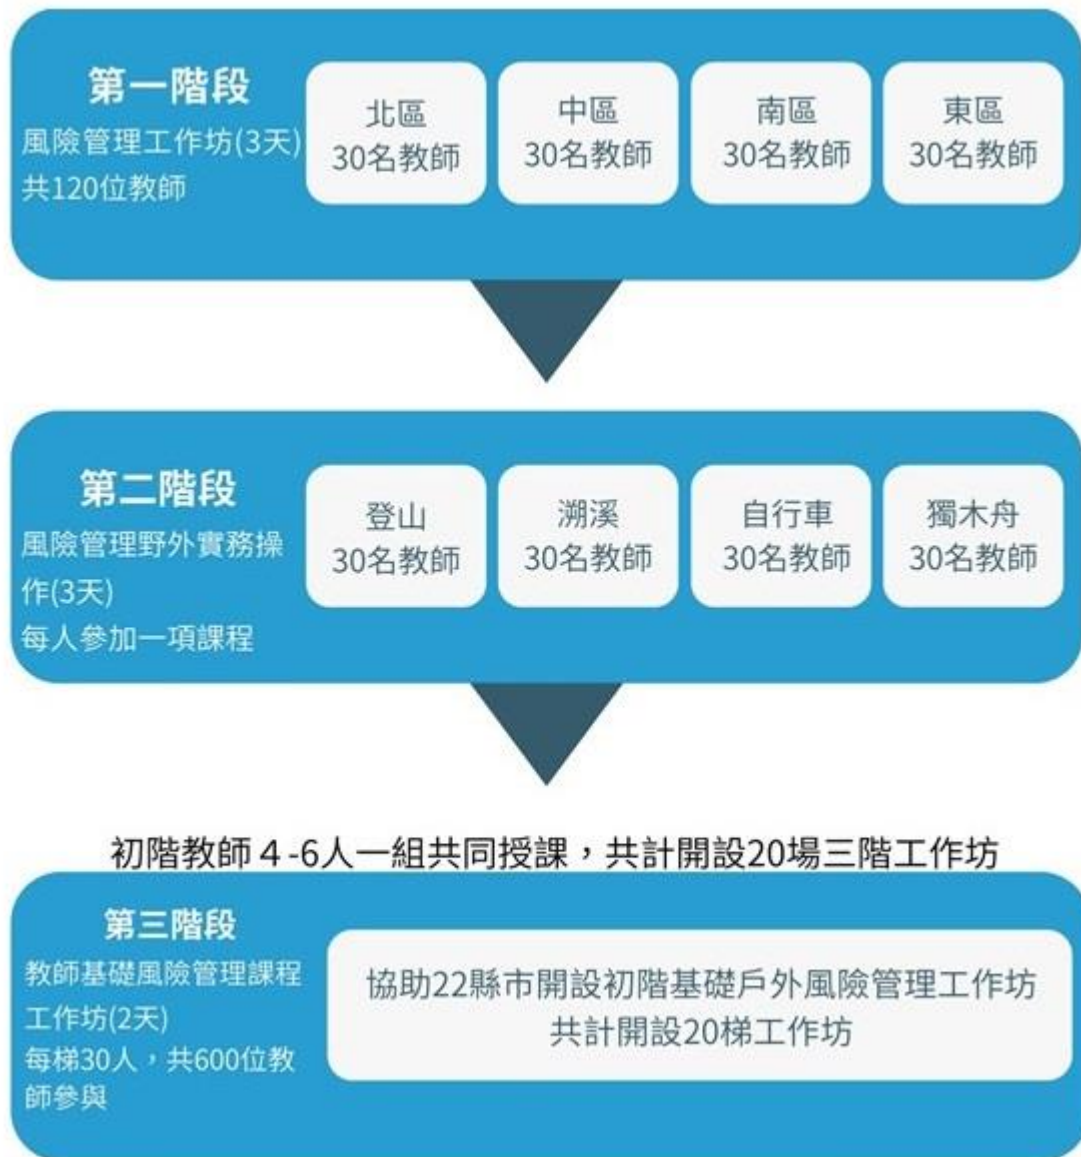 第一階段
風險管理工作坊(3天)
共120位教師
北區
30名教師
中區
30名教師
南區
30名教師
東區
30名教師
第二階段
風險管理野外實務操
作(3天)
每人參加一項課程
登山
30名教師
溯溪
30名教師
自行車
30名教師
獨木舟
30名教師
初階教師４-6人一組共同授課，共計開設20場三階工作坊
第三階段
教師基礎風險管理課程
工作坊(2天)
每梯30人，共600位教
師參與
協助22縣市開設初階基礎戶外風險管理工作坊
共計開設20梯工作坊